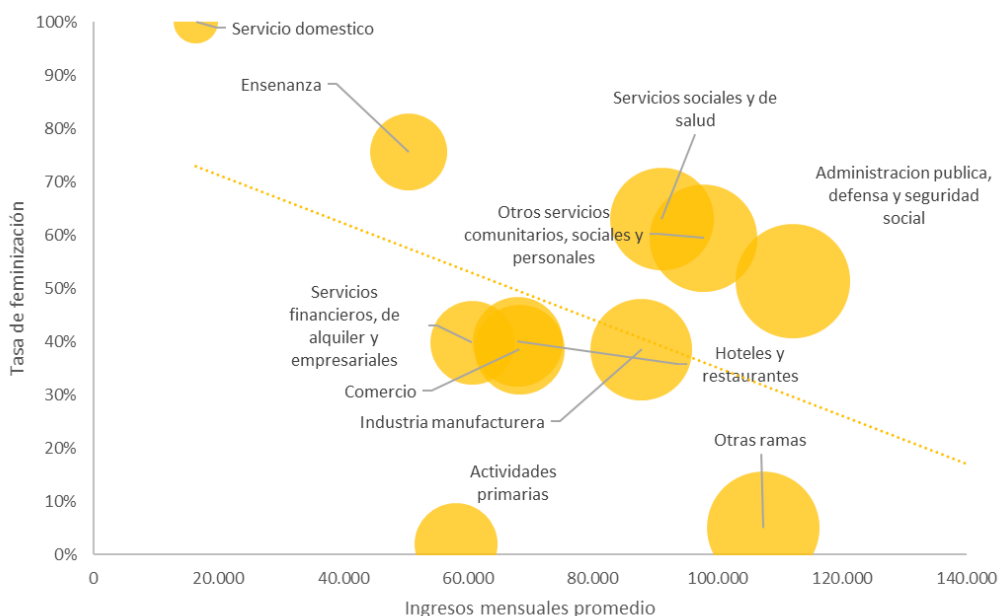 100%
90%
80%
70%
60%
50%
40%
30%
20%
10%
0%
Tasa de feminización
Servicio domestico
Ensenanza
Servicios sociales y de
salud
Administracion publica,
defensa y seguridad
social
Otros servicios
comunitarios, sociales y
personales
Servicios
financieros, de
alquiler y
empresariales
Comercio
Hoteles y
restaurantes
Industria manufacturera
Otras ramas
Actividades
primarias
0
20.000
40.000
60.000
80.000
100.000
120.000
140.000
Ingresos mensuales promedio